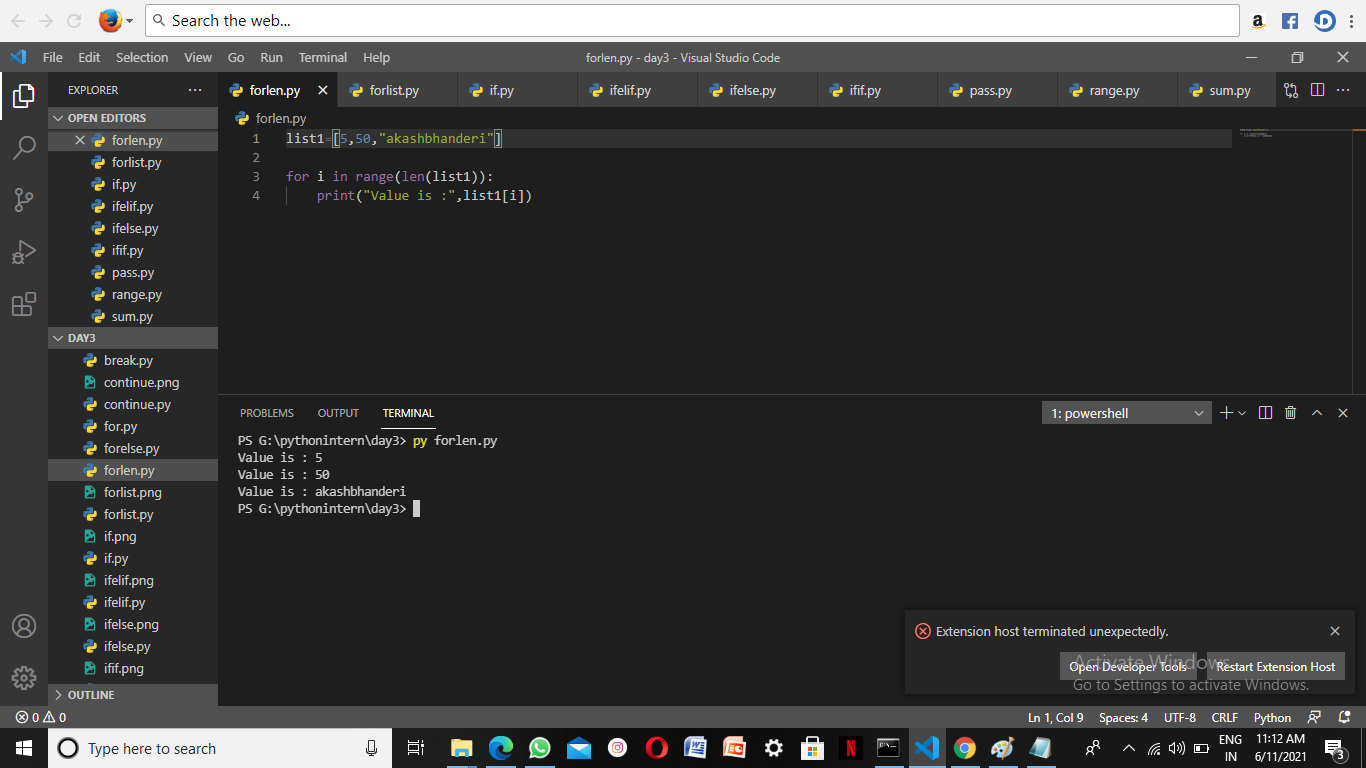 Search the web...
File Edit Selection View Go Run Terminal Help forlen.py - day3 - Visual Studio Code
EXPLORER
forlen.py forlist.py if.py ifelif.py ifelse.py ifif.py pass.py range.py sum.py
OPEN EDITORS
forlen.py
forlist.py
if.py
ifelif.py
ifelse.py
ifif.py
pass.py
range.py
sum.py
DAY3
break.py
continue.png
continue.py
for.py
forelse.py
forlen.py
forlist.png
forlist.py
if.png
if.py
ifelif.png
ifelif.py
ifelse.png
ifelse.py
ifif.png
OUTLINE
forlen.py
1 list1=[5,50,"akashbhanderi"]
2
3 for i in range(len(list1)):
4 print("Value is :",list1[i])
PROBLEMS OUTPUT TERMINAL 1: powershell
PS G:\pythonintern\day3> py forlen.py
Value is : 5
Value is : 50
Value is : akashbhanderi
PS G:\pythonintern\day3>
Extension host terminated unexpectedly.
Open Developer Tools Restart Extension Host
Activate Windows
Go to Settings to activate Windows.
0 0 Ln 1, Col 9 Spaces: 4 UTF-8 CRLF Python
Type here to search
ENG
IN
11:12 AM
6/11/2021
3